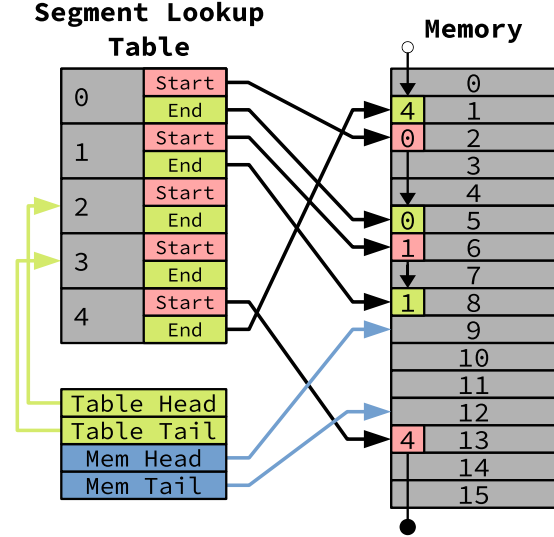 Segment Lookup
Table
Memory
0
Start
End
1
Start
End
2
Start
End
3
Start
End
4
Start
End
Table Head
Table Tail
Mem Head
Mem Tail
0
4 1
0 2
3
4
0 5
1 6
7
1 8
9
10
11
12
4 13
14
15